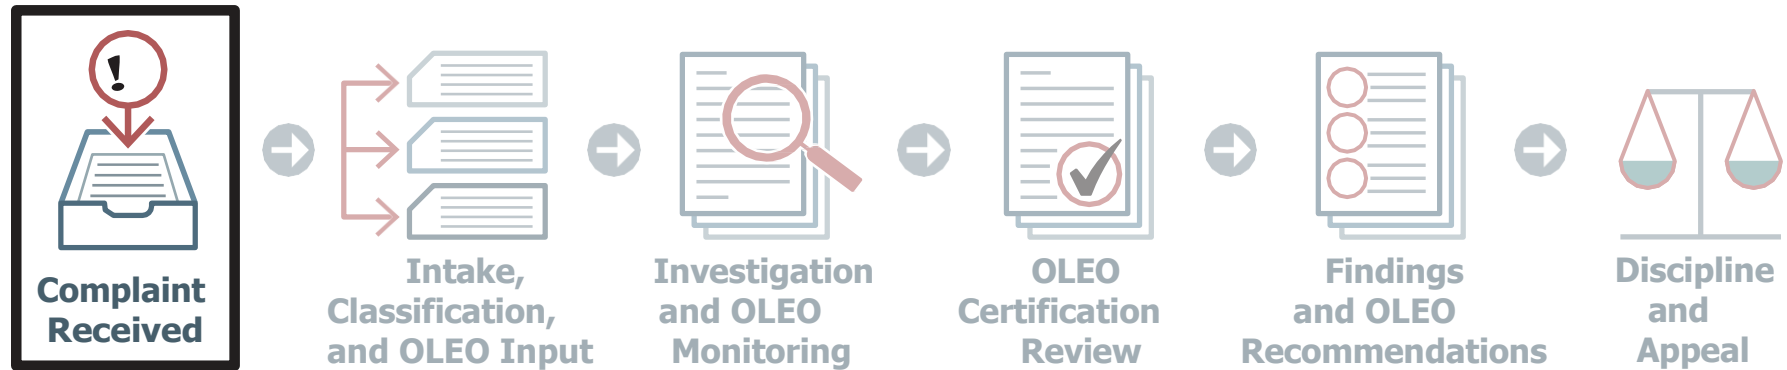 !
Complaint
Received
Intake,
Classification,
and OLEO Input
Investigation
and OLEO
Monitoring
OLEO
Certification
Review
Findings
and OLEO
Recommendations
Discipline
and
Appeal